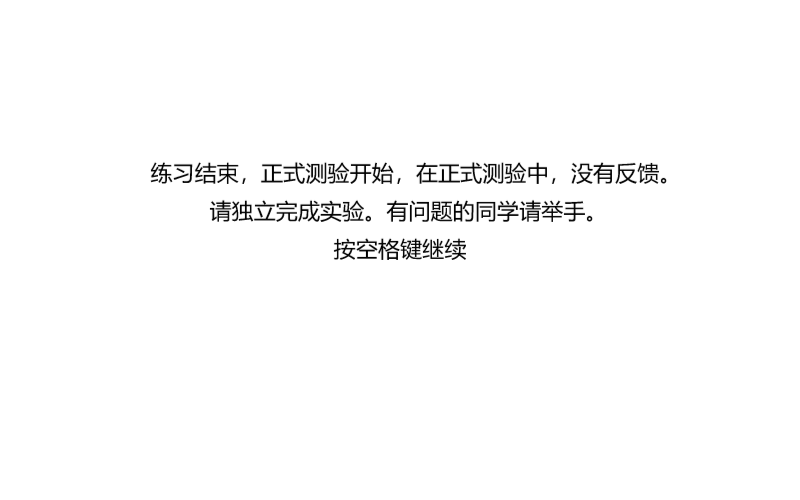 练习结束，正式测验开始，在正式测验中，没有反馈。
请独立完成实验。有问题的同学请举手。
按空格键继续